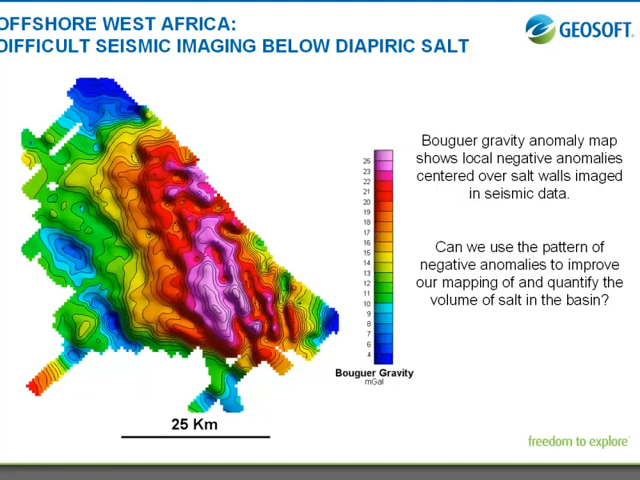 OFFSHORE WEST AFRICA:
DIFFICULT SEISMIC IMAGING BELOW DIAPIRIC SALT
GEOSOFT
Bouguer gravity anomaly map
shows local negative anomalies
centered over salt walls imaged
in seismic data.
Can we use the pattern of
negative anomalies to improve
our mapping of and quantify the
volume of salt in the basin?
25
23
22
21
20
19
18
17
16
15
14
13
12
11
10
9
8
7
6
4
Bouguer Gravity
mGal
25 Km
freedom to explore